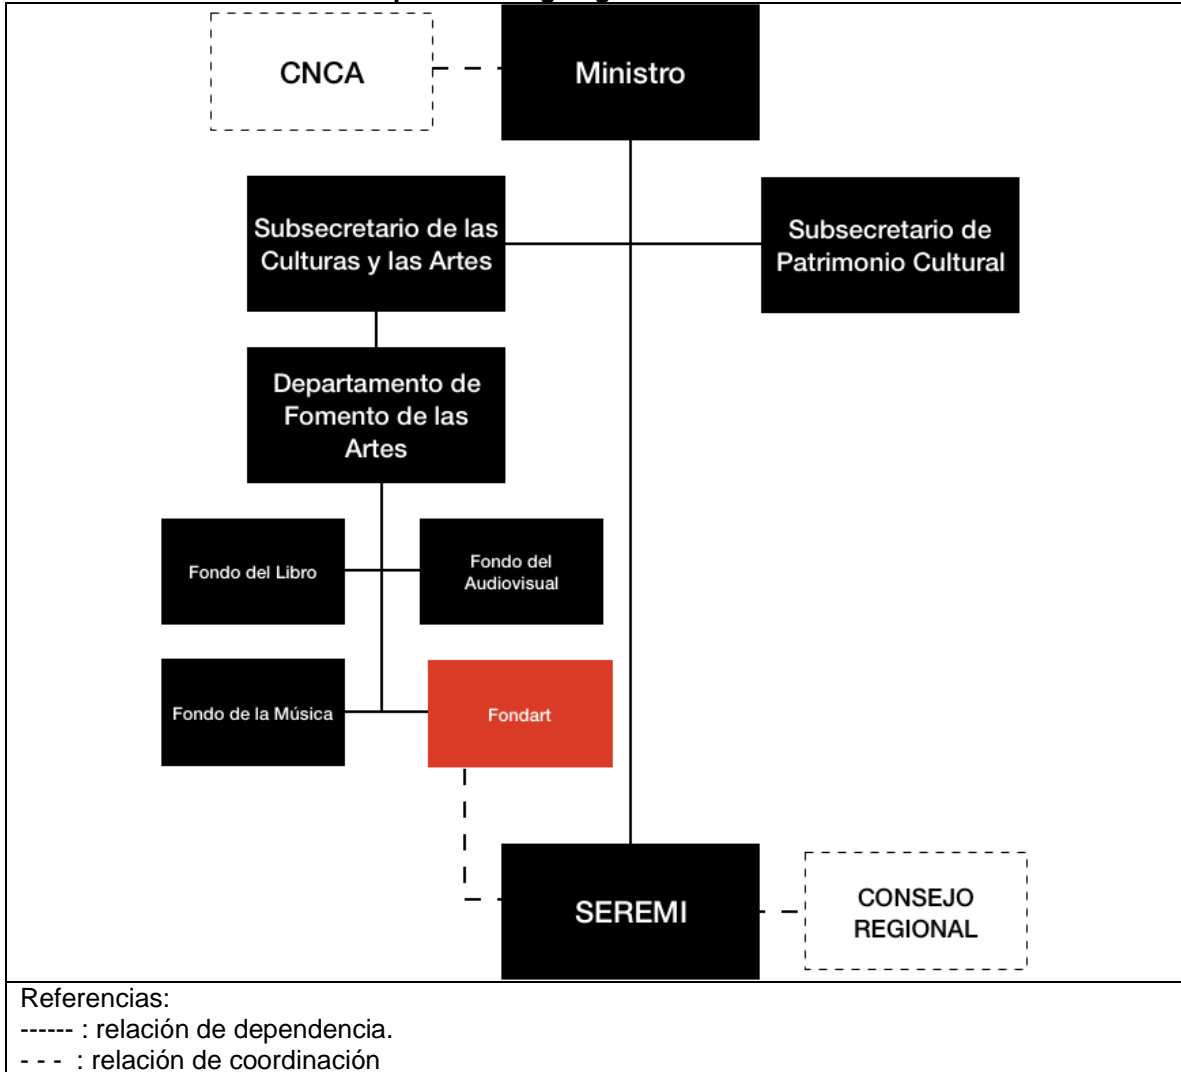 CNCA
Ministro
Subsecretario de las
Culturas y las Artes
Subsecretario de
Patrimonio Cultural
Departamento de
Fomento de las
Artes
Fondo del Libro
Fondo del
Audiovisual
Fondo de la Música
Fondart
SEREMI
CONSEJO
REGIONAL
Referencias:
------ : relación de dependencia.
- - - : relación de coordinación